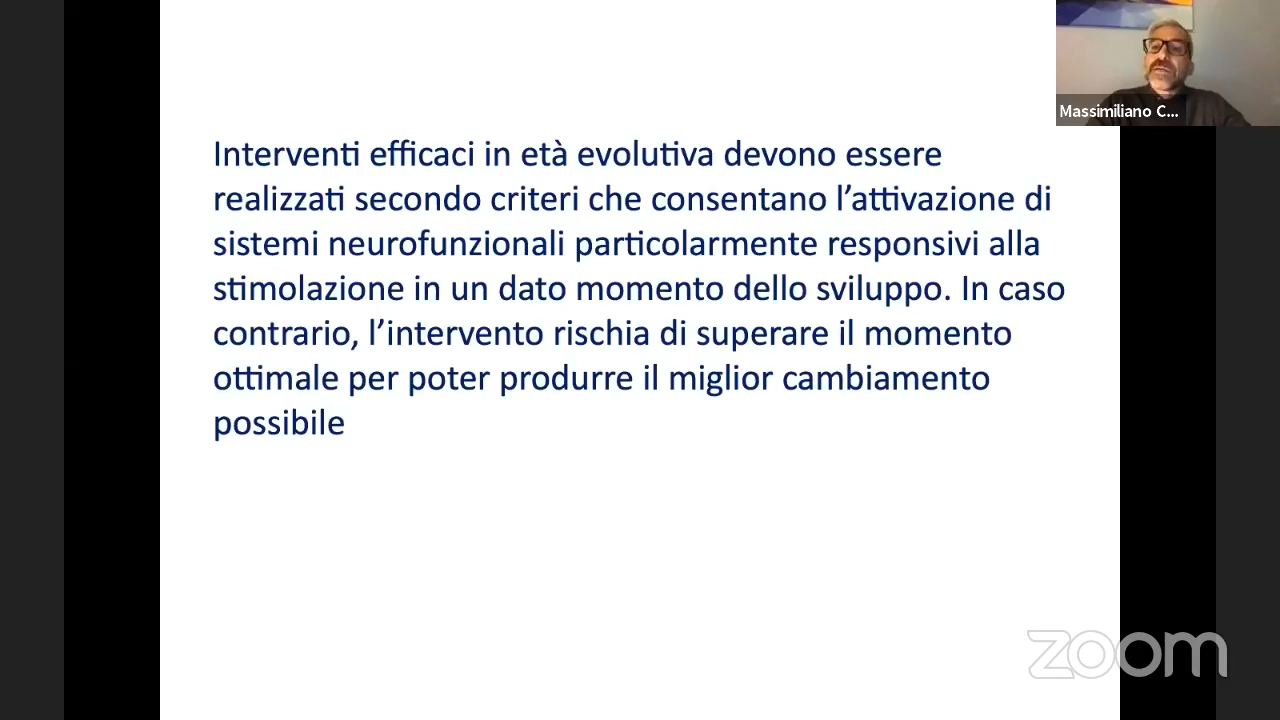 Massimiliano C...
Interventi efficaci in età evolutiva devono essere
realizzati secondo criteri che consentano l’attivazione di
sistemi neurofunzionali particolarmente responsivi alla
stimolazione in un dato momento dello sviluppo. In caso
contrario, l’intervento rischia di superare il momento
ottimale per poter produrre il miglior cambiamento
possibile
zoom